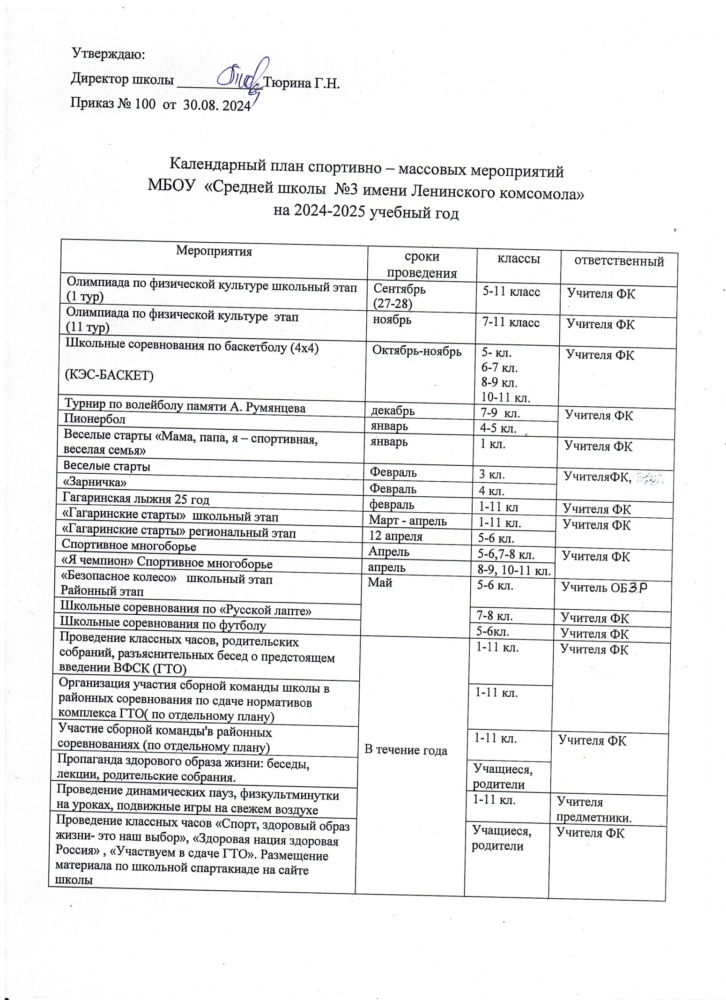 Утверждаю:
Директор школы _____________Тюрина Г.Н.
Приказ № 100 от 30.08. 2024
Календарный план спортивно – массовых мероприятий
МБОУ «Средней школы №3 имени Ленинского комсомола»
на 2024-2025 учебный год
Мероприятия сроки проведения классы ответственный
Олимпиада по физической культуре школьный этап
(1 тур)
Сентябрь
(27-28)
5-11 класс
Учителя ФК
Олимпиада по физической культуре этап
(11 тур)
ноябрь
7-11 класс
Учителя ФК
Школьные соревнования по баскетболу (4х4)
(КЭС-БАСКЕТ)
Октябрь-ноябрь
5- кл.
6-7 кл.
8-9 кл.
10-11 кл.
Учителя ФК
Турнир по волейболу памяти А. Румянцева
декабрь
7-9 кл.
Учителя ФК
Пионербол
январь
4-5 кл.
Веселые старты «Мама, папа, я – спортивная,
веселая семья»
январь
1 кл.
Учителя ФК
Веселые старты
Февраль
3 кл.
УчителяФК,
«Зарничка»
Февраль
4 кл.
Гагаринская лыжня 25 год
февраль
1-11 кл
Учителя ФК
«Гагаринские старты» школьный этап
Март - апрель
1-11 кл.
Учителя ФК
«Гагаринские старты» региональный этап
12 апреля
5-6 кл.
Спортивное многоборье
Апрель
5-6,7-8 кл.
Учителя ФК
«Я чемпион» Спортивное многоборье
апрель
8-9, 10-11 кл.
«Безопасное колесо» школьный этап
Районный этап
Май
5-6 кл.
Учитель ОБЗР
Школьные соревнования по «Русской лапте»
7-8 кл.
Учителя ФК
Школьные соревнования по футболу
5-6кл.
Учителя ФК
Проведение классных часов, родительских
собраний, разъяснительных бесед о предстоящем
введении ВФСК (ГТО)
В течение года
1-11 кл.
Учителя ФК
Организация участия сборной команды школы в
районных соревнования по сдаче нормативов
комплекса ГТО( по отдельному плану)
1-11 кл.
Участие сборной команды'в районных
соревнованиях (по отдельному плану)
1-11 кл.
Учителя ФК
Пропаганда здорового образа жизни: беседы,
лекции, родительские собрания.
Учащиеся,
родители
Проведение динамических пауз, физкультминутки
на уроках, подвижные игры на свежем воздухе
1-11 кл.
Учителя
предметники.
Проведение классных часов «Спорт, здоровый образ
жизни- это наш выбор», «Здоровая нация здоровая
Россия» , «Участвуем в сдаче ГТО». Размещение
материала по школьной спартакиаде на сайте
школы
Учащиеся,
родители
Учителя ФК